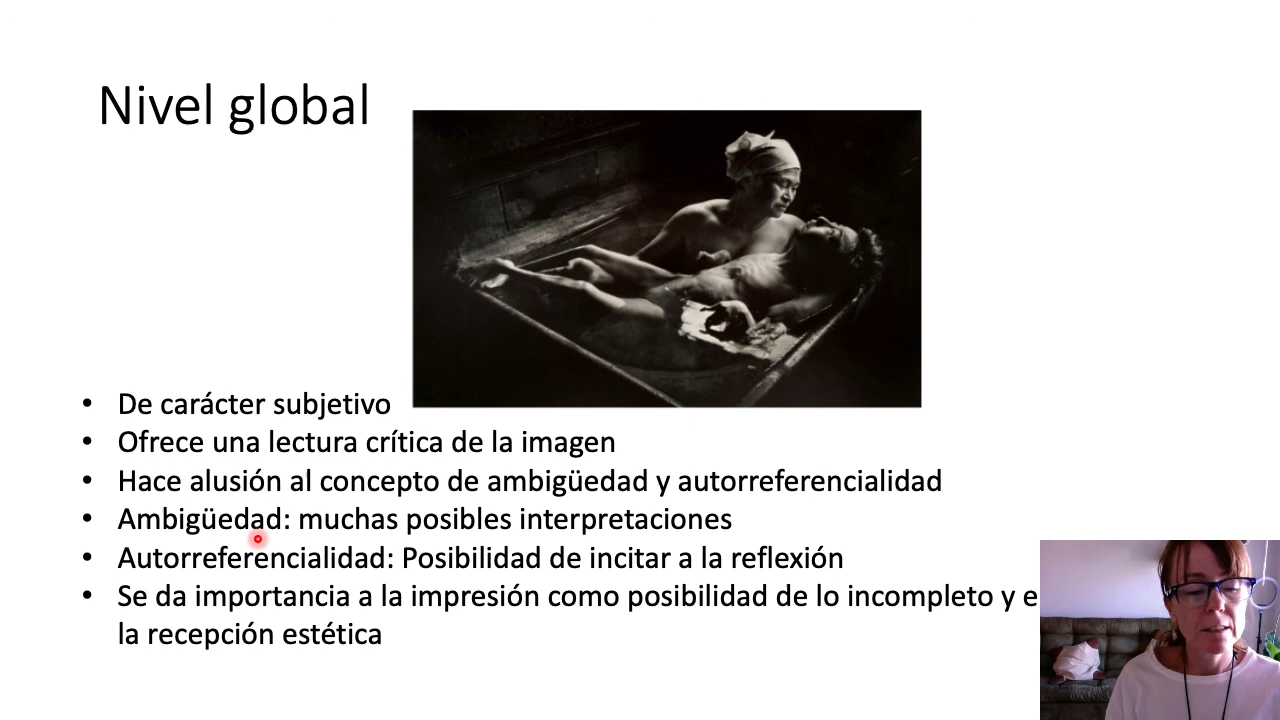 Nivel global
• De carácter subjetivo
• Ofrece una lectura crítica de la imagen
• Hace alusión al concepto de ambigüedad y autorreferencialidad
• Ambigüedad: muchas posibles interpretaciones
• Autorreferencialidad: Posibilidad de incitar a la reflexión
• Se da importancia a la impresión como posibilidad de lo incompleto y
la recepción estética